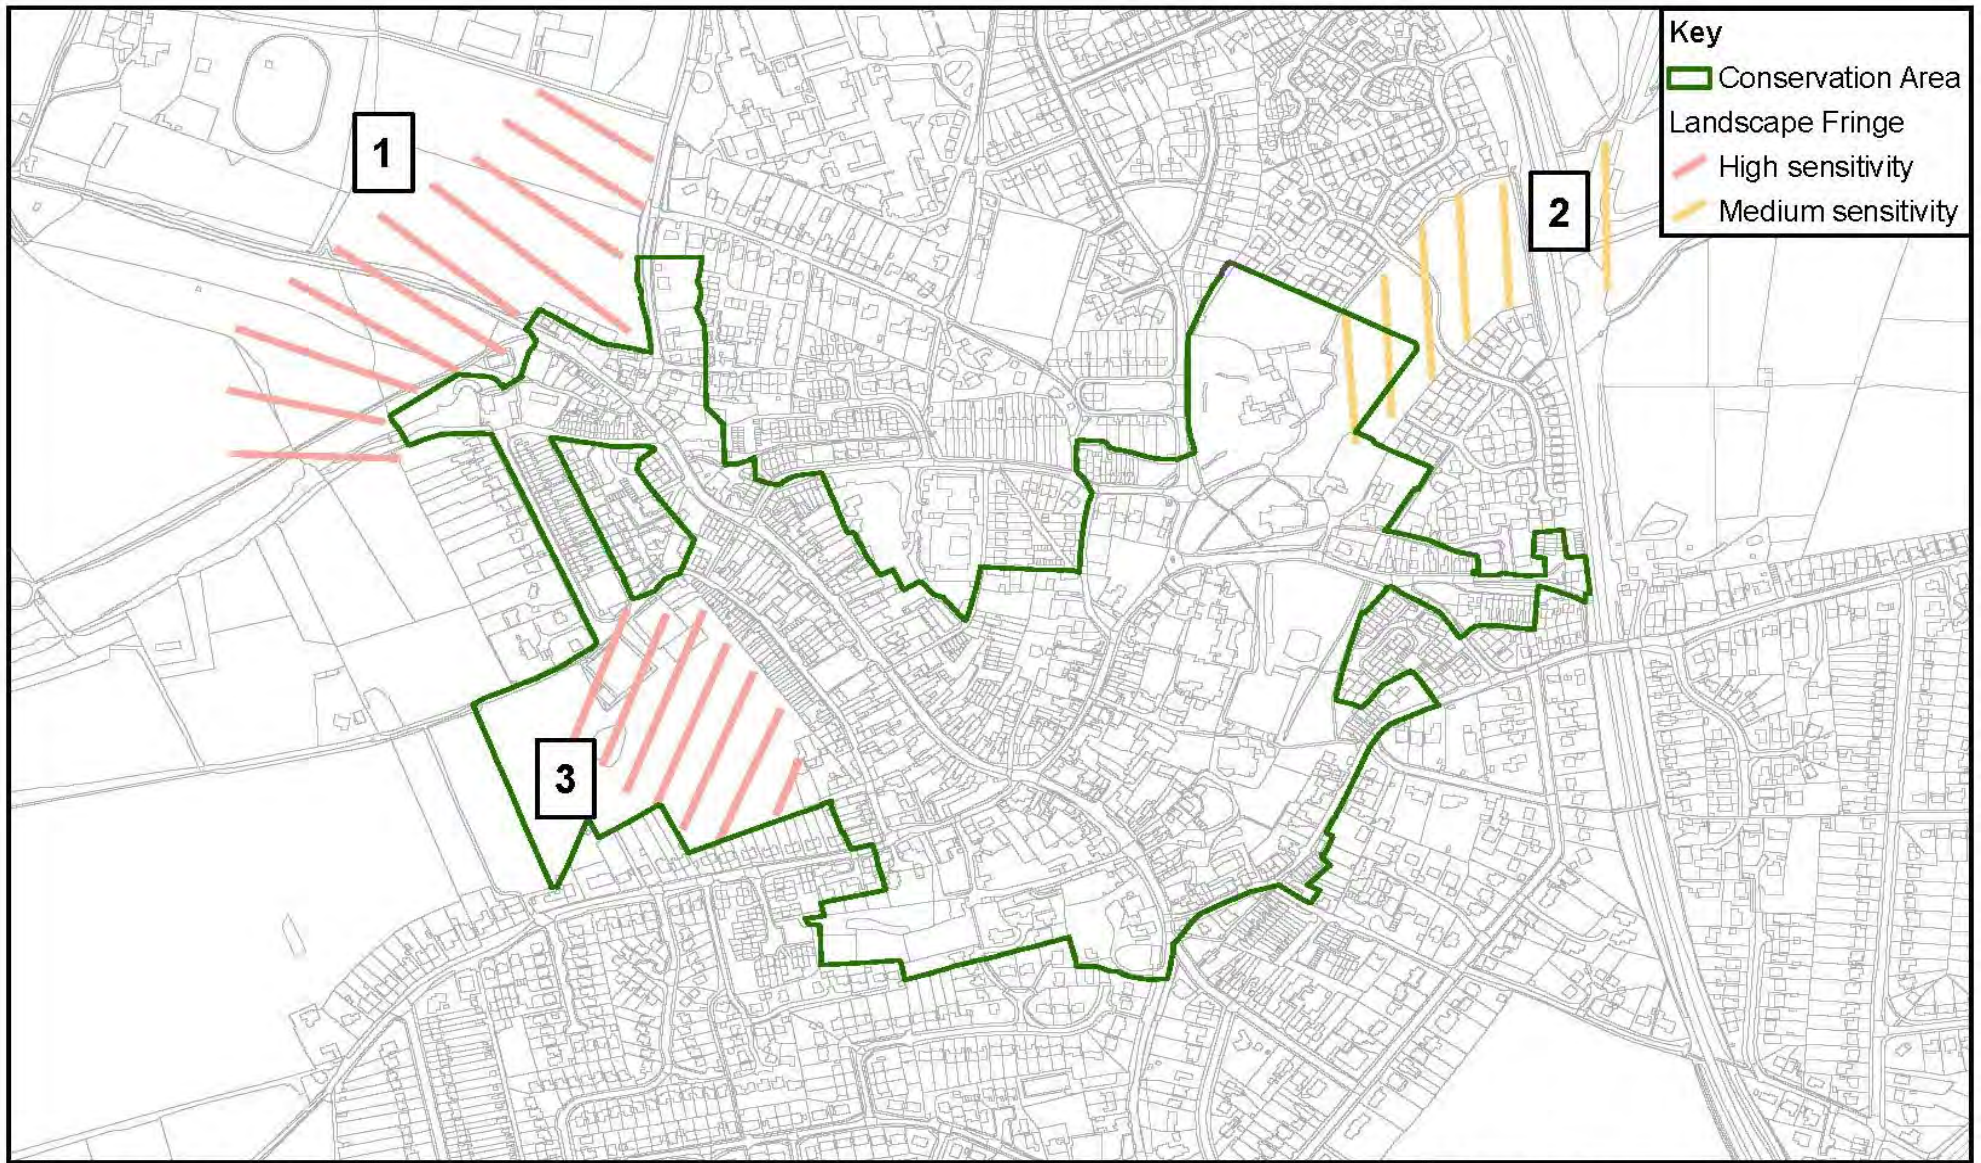 Key
Conservation Area
Landscape Fringe
High sensitivity
Medium sensitivity
1
2
3